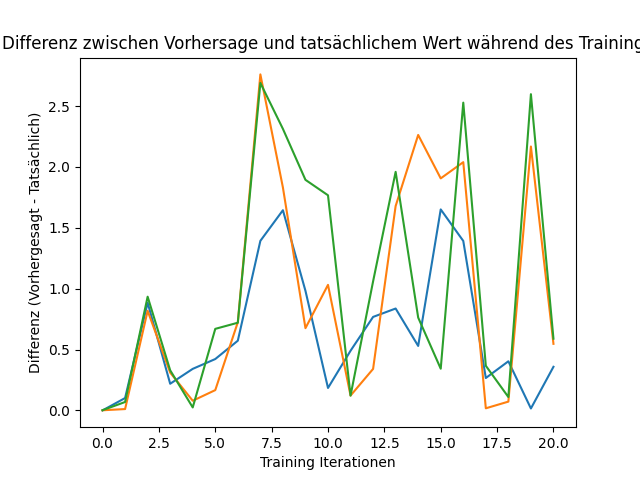 Differenz zwischen Vorhersage und tatsächlichem Wert während des Training
Differenz (Vorhergesagt - Tatsächlich)
2.5
2.0
1.5
1.0
0.5
0.0
0.0 2.5 5.0 7.5 10.0 12.5 15.0 17.5 20.0
Training Iterationen